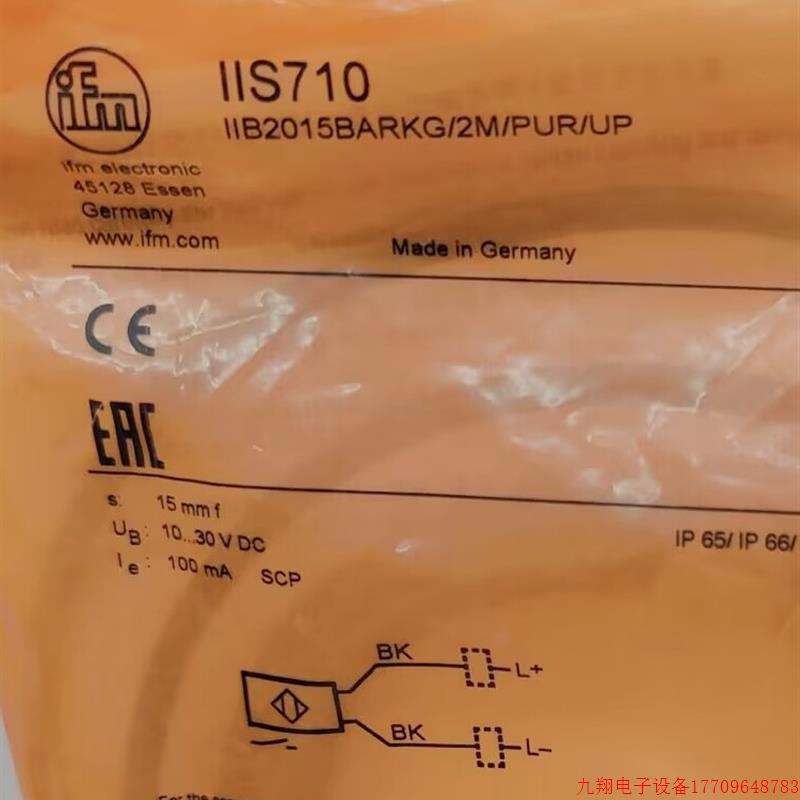 ifm
IIS710
IIB2015BARKG/2M/PUR/UP
ifm electronic
45128 Essen
Germany
www.ifm.com
Made in Germany
CE
EAC
s: 15 mm f
UB: 10...30 V DC
Ie: 100 mA SCP
IP 65/ IP 66/
BK
L+
BK
L-
For the
九翔电子设备17709648783